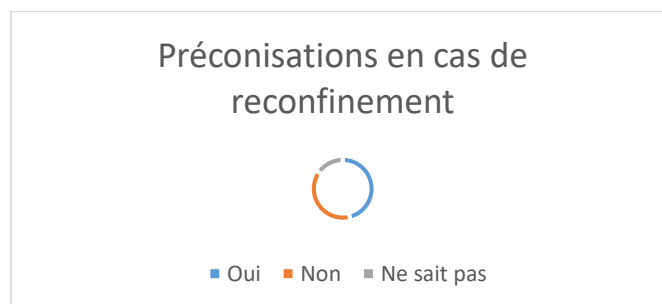 Préconisations en cas de
reconfinement
Oui Non Ne sait pas